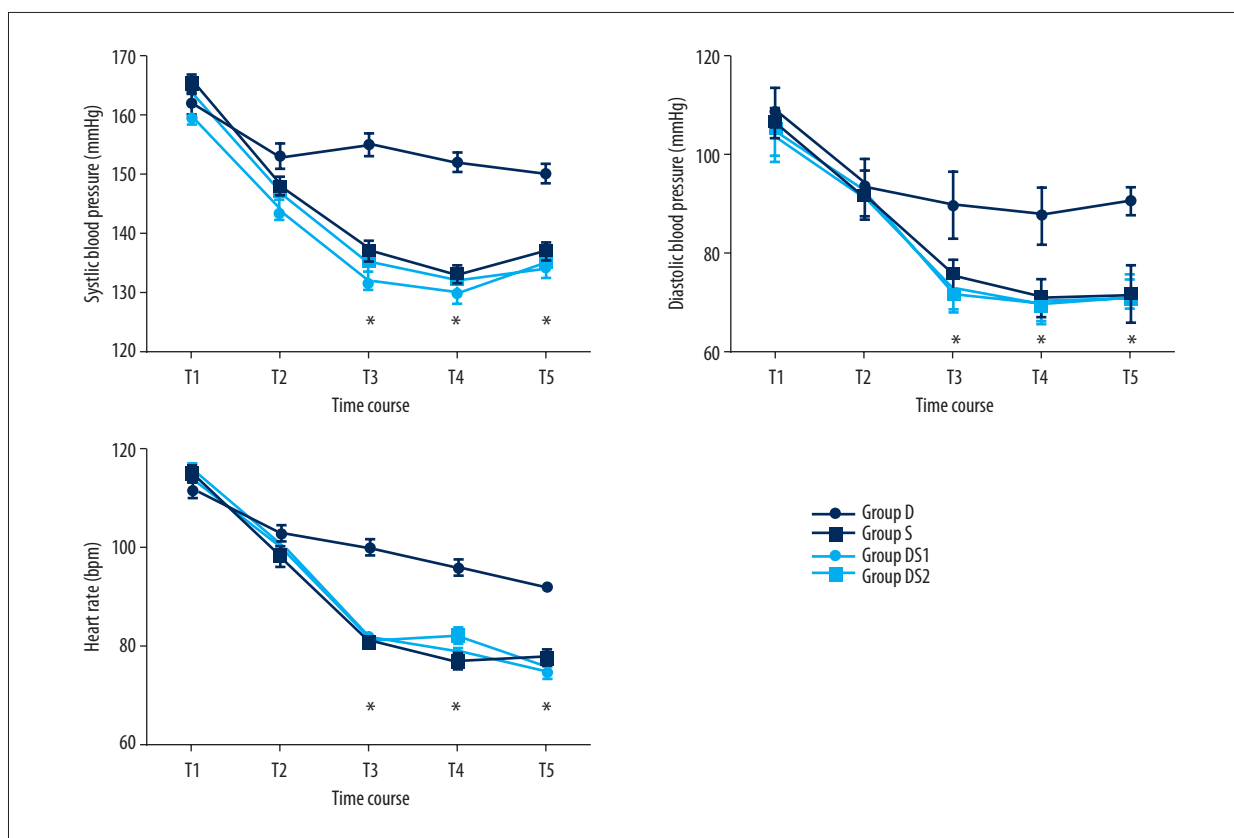 Systlic blood pressure (mmHg)
170
160
150
140
130
120
* * *
T1 T2 T3 T4 T5
Time course
Diastolic blood pressure (mmHg)
120
100
80
60
* * *
T1 T2 T3 T4 T5
Time course
Heart rate (bpm)
120
100
80
60
* * *
T1 T2 T3 T4 T5
Time course
Group D
Group S
Group DS1
Group DS2